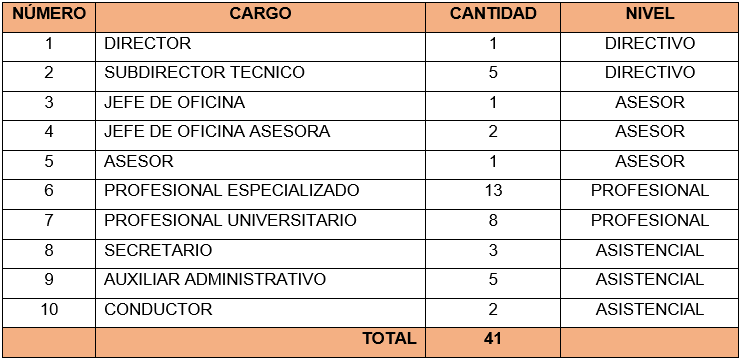 NÚMERO CARGO CANTIDAD NIVEL
1 DIRECTOR 1 DIRECTIVO
2 SUBDIRECTOR TECNICO 5 DIRECTIVO
3 JEFE DE OFICINA 1 ASESOR
4 JEFE DE OFICINA ASESORA 2 ASESOR
5 ASESOR 1 ASESOR
6 PROFESIONAL ESPECIALIZADO 13 PROFESIONAL
7 PROFESIONAL UNIVERSITARIO 8 PROFESIONAL
8 SECRETARIO 3 ASISTENCIAL
9 AUXILIAR ADMINISTRATIVO 5 ASISTENCIAL
10 CONDUCTOR 2 ASISTENCIAL
TOTAL 41